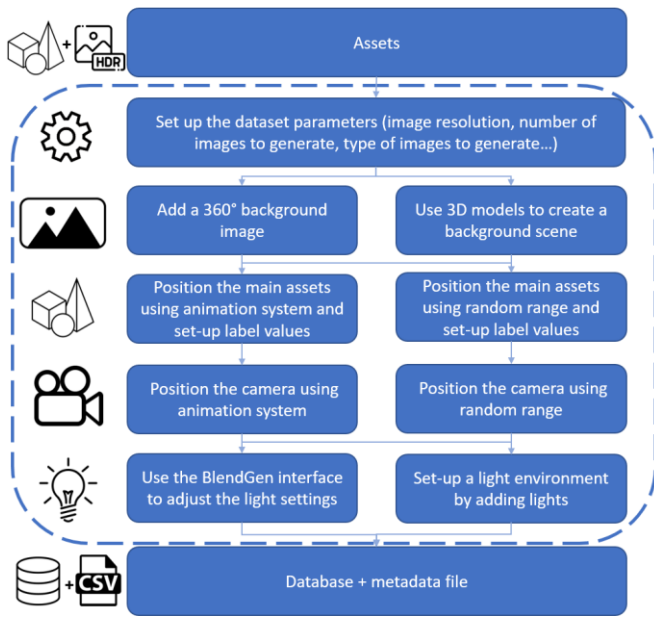 HDR
Assets
Set up the dataset parameters (image resolution, number of
images to generate, type of images to generate…)
Add a 360° background
image
Use 3D models to create a
background scene
Position the main assets
using animation system and
set-up label values
Position the main assets
using random range and
set-up label values
Position the camera using
animation system
Position the camera using
random range
Use the BlendGen interface
to adjust the light settings
Set-up a light environment
by adding lights
CSV
Database + metadata file